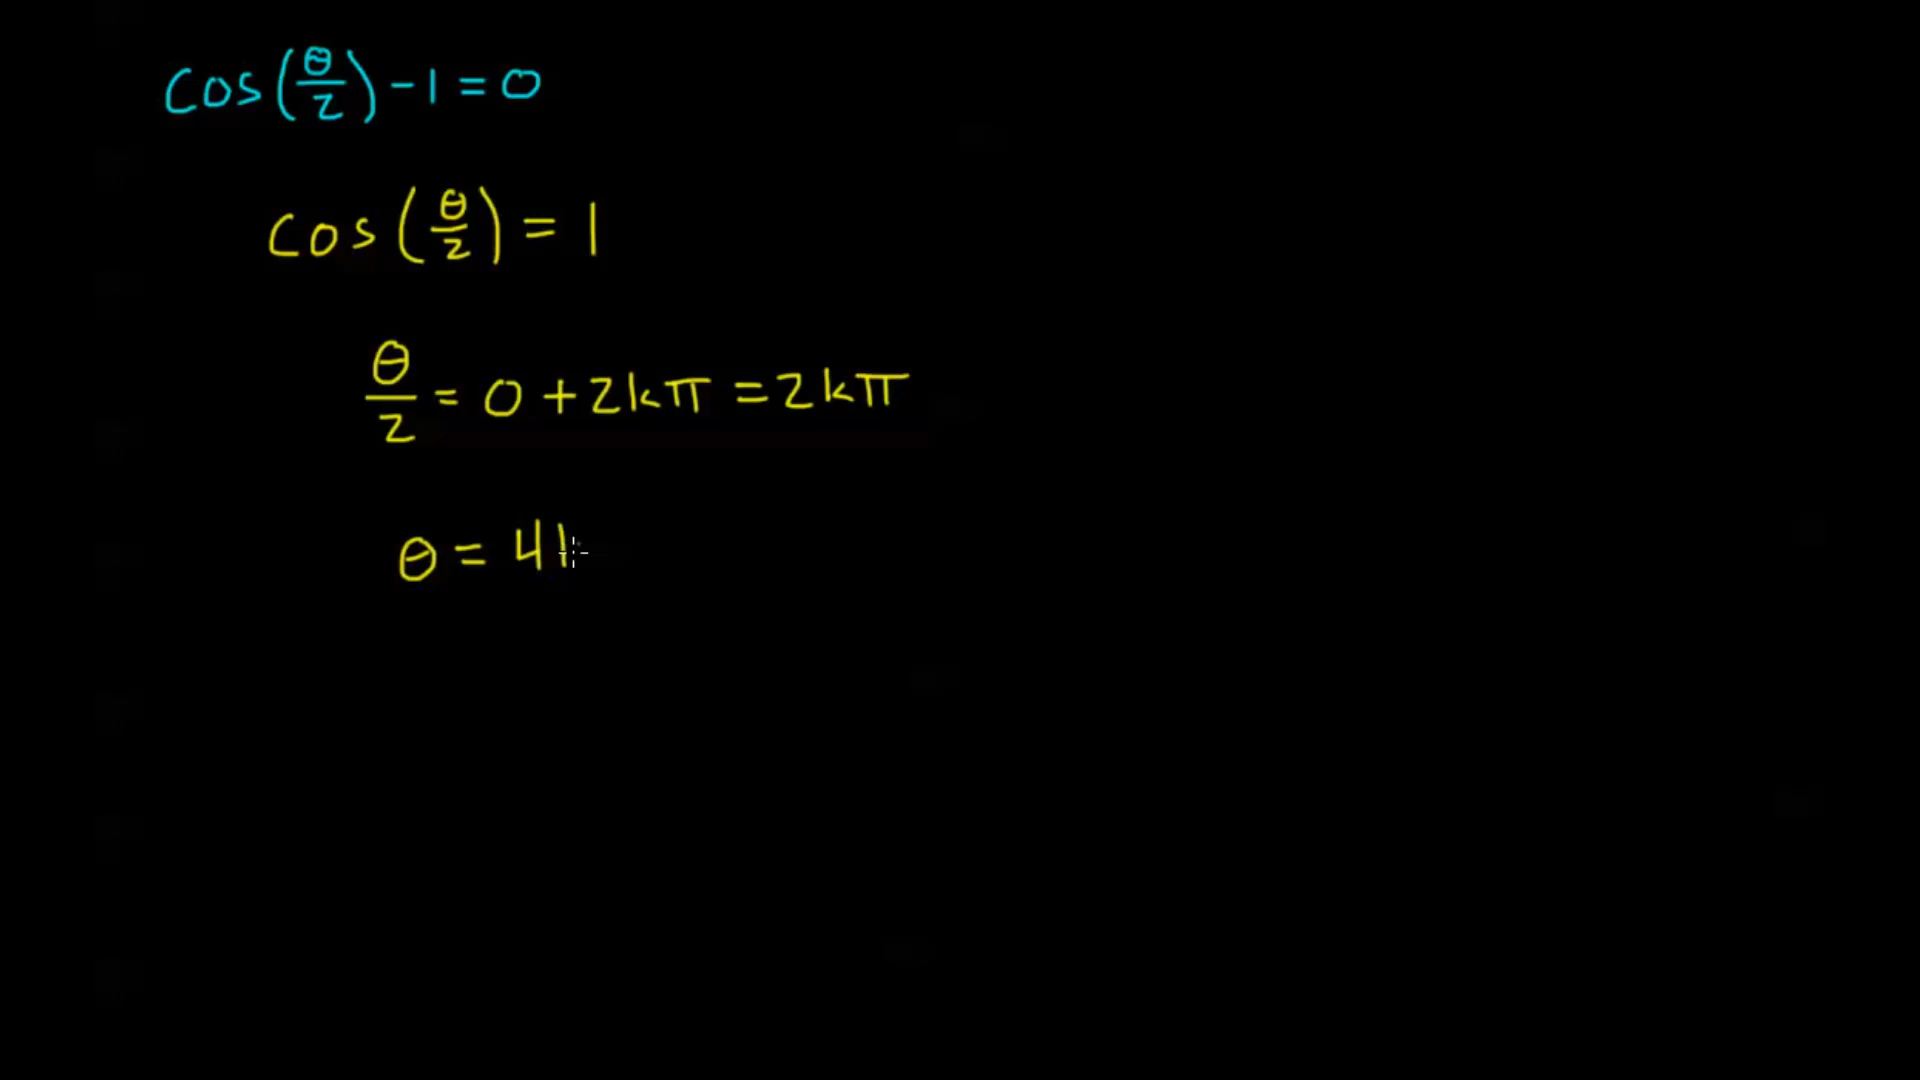 cos(θ/2) - 1 = 0
cos(θ/2) = 1
θ/2 = 0 + 2kπ = 2kπ
θ = 4